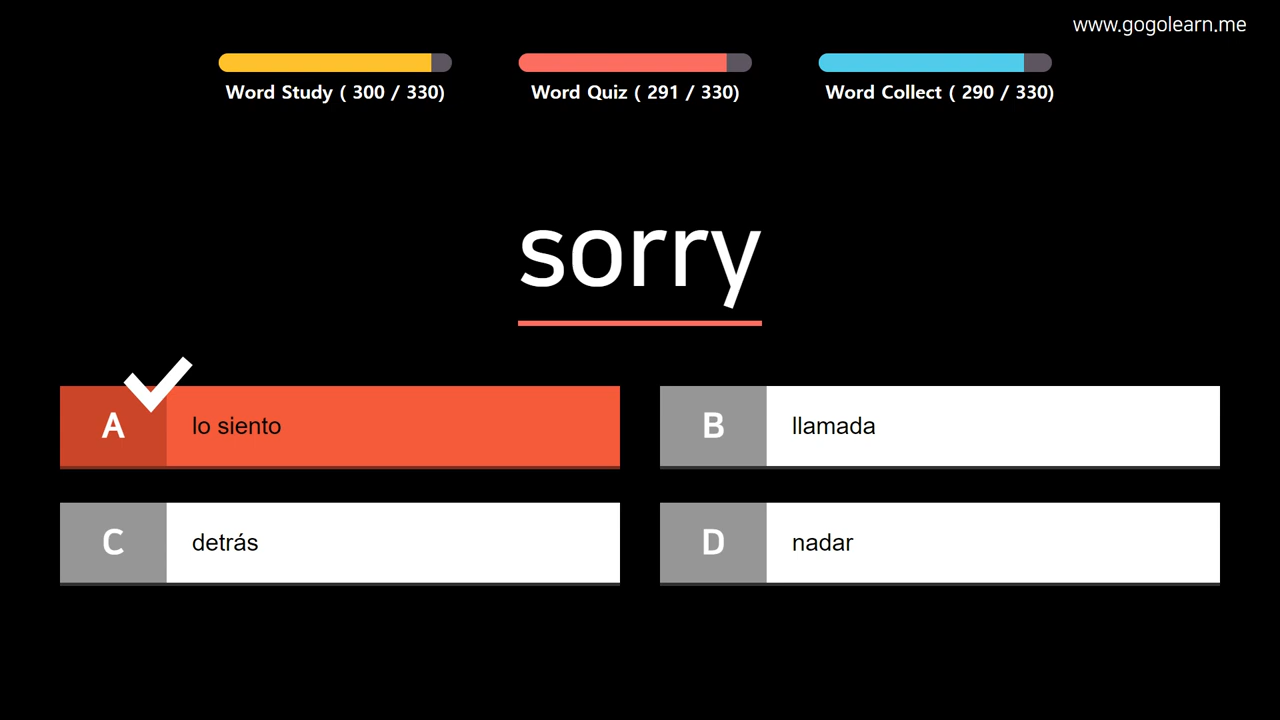 www.gogolearn.me
Word Study ( 300 / 330)
Word Quiz ( 291 / 330)
Word Collect ( 290 / 330)
sorry
A lo siento
B llamada
C detrás
D nadar